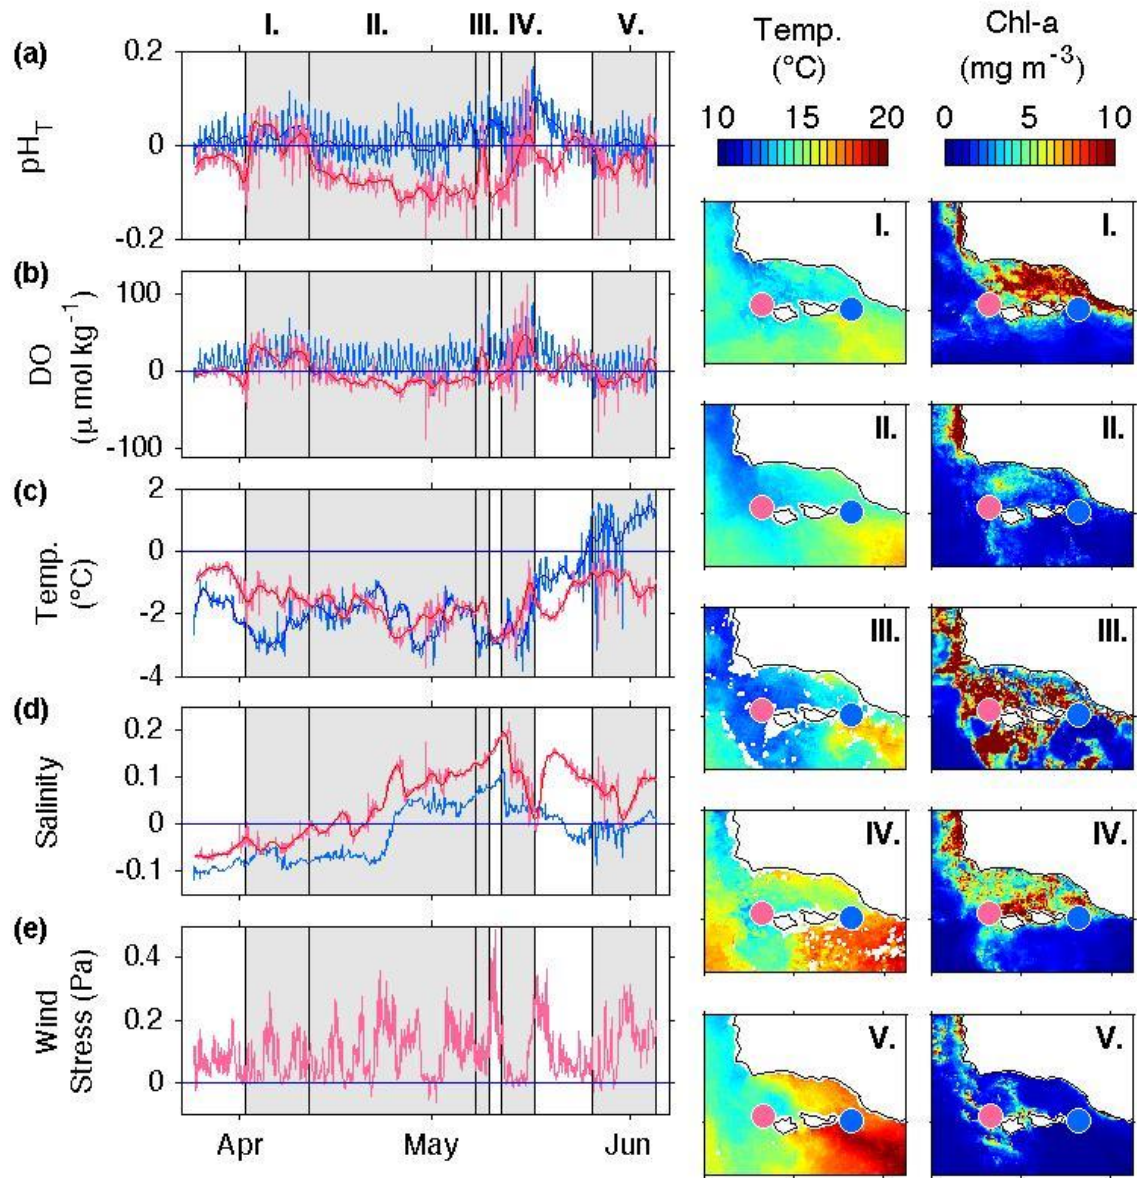 I. II. III. IV. V.
(a)
0.2
0
-0.2
pH_T
(b)
100
0
-100
DO
(μ mol kg⁻¹)
(c)
2
0
-2
-4
Temp.
(°C)
(d)
0.2
0.1
0
-0.1
Salinity
(e)
0.4
0.2
0
Wind
Stress (Pa)
Apr May Jun
Temp.
(°C)
10 15 20
Chl-a
(mg m⁻³)
0 5 10
I. I.
II. II.
III. III.
IV. IV.
V. V.